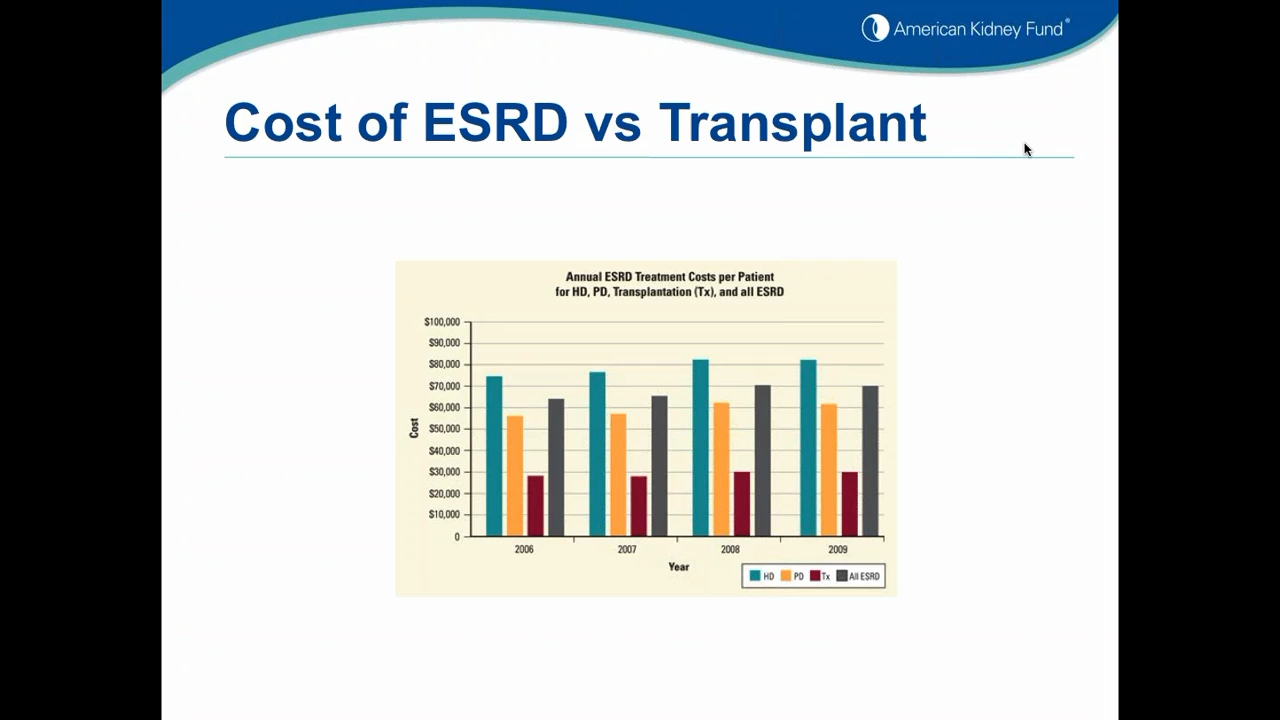 American Kidney Fund®
Cost of ESRD vs Transplant
Annual ESRD Treatment Costs per Patient
for HD, PD, Transplantation (Tx), and all ESRD
$100,000
$90,000
$80,000
$70,000
$60,000
$50,000
$40,000
$30,000
$20,000
$10,000
0
Cost
2006 2007 2008 2009
Year
HD PD Tx All ESRD